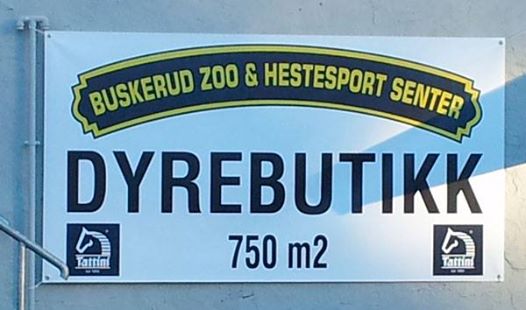 BUSKERUD ZOO & HESTESPORT SENTER
DYREBUTIKK
750 m2
Tattini
Tattini